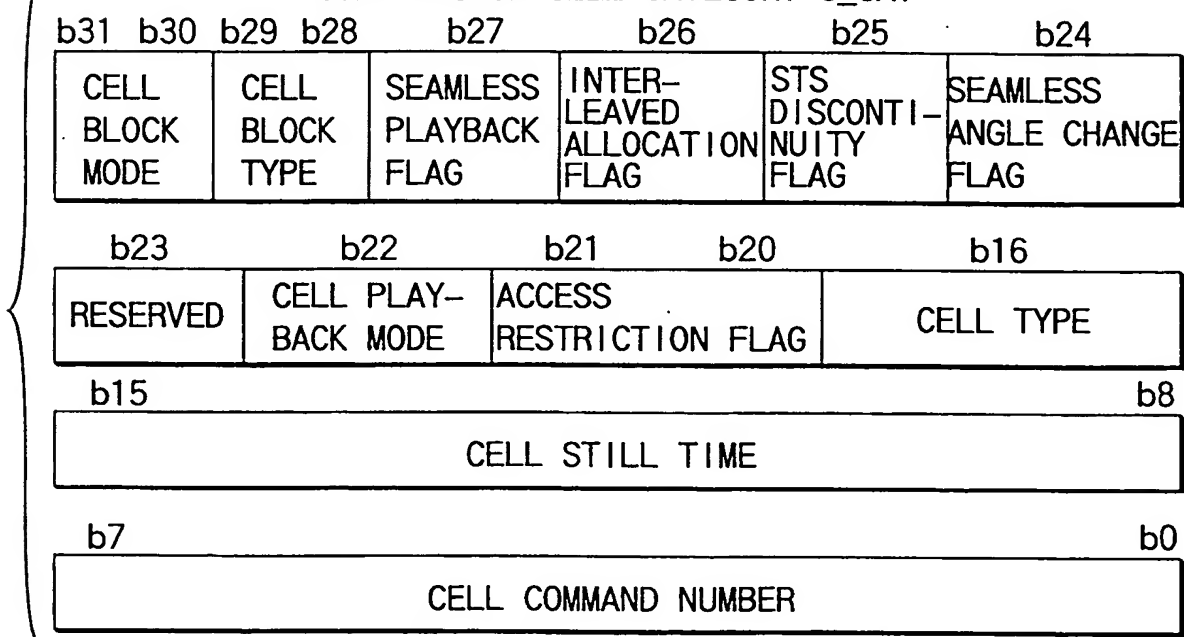 b31 b30 b29 b28 b27 b26 b25 b24
CELL BLOCK MODE
CELL BLOCK TYPE
SEAMLESS PLAYBACK FLAG
INTER-
LEAVED
ALLOCATION
FLAG
STS
DISCONTI-
NUITY
FLAG
SEAMLESS
ANGLE CHANGE
FLAG
b23 b22 b21 b20 b16
RESERVED
CELL PLAY-
BACK MODE
ACCESS
RESTRICTION FLAG
CELL TYPE
b15 b8
CELL STILL TIME
b7 b0
CELL COMMAND NUMBER